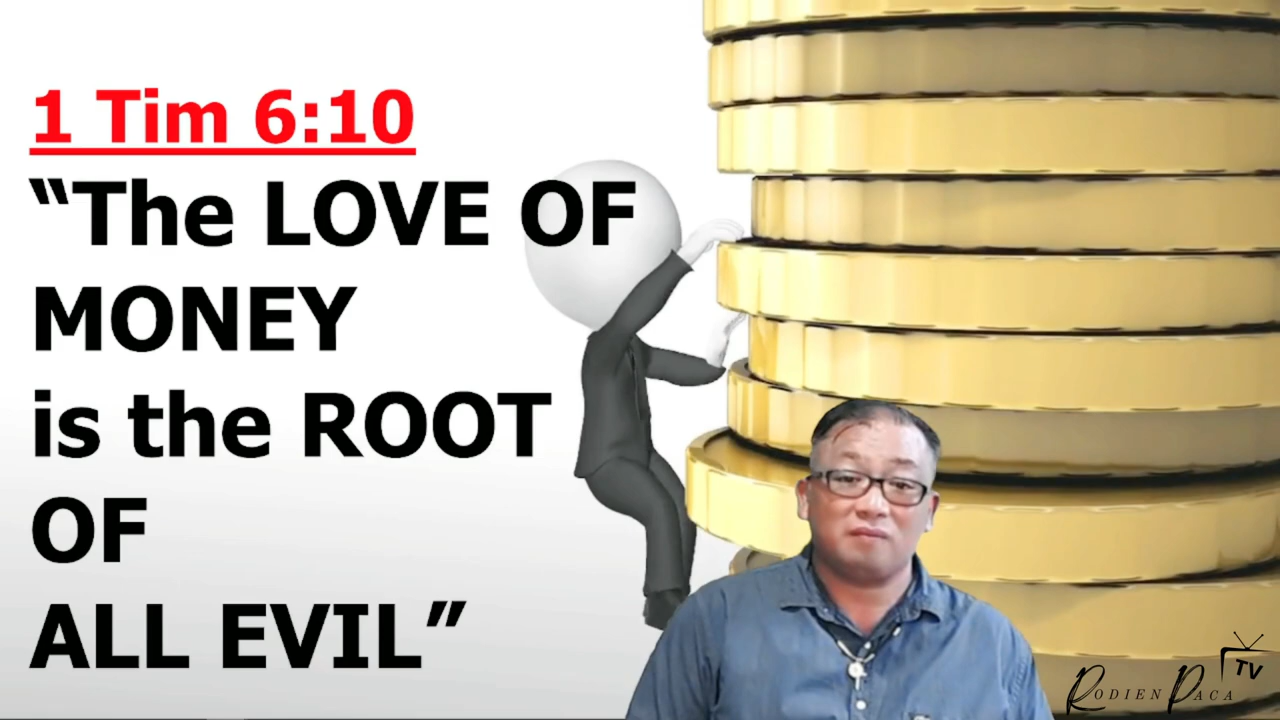 1 Tim 6:10
“The LOVE OF
MONEY
is the ROOT
OF
ALL EVIL”
TV
RODIEN PACA